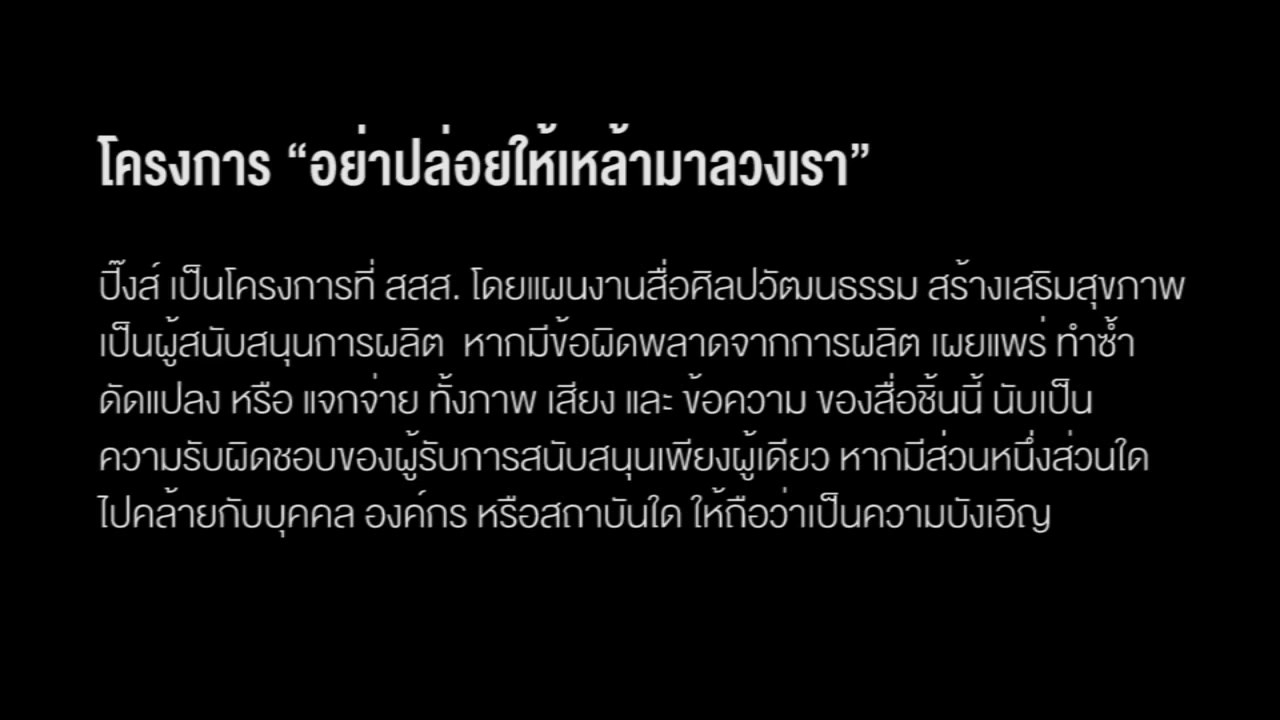 โครงการ “อย่าปล่อยให้เหล้ามาลวงเรา”
ปิ๊งส์ เป็นโครงการที่ สสส. โดยแผนงานสื่อศิลปวัฒนธรรม สร้างเสริมสุขภาพ
เป็นผู้สนับสนุนการผลิต หากมีข้อผิดพลาดจากการผลิต เผยแพร่ ทำซ้ำ
ดัดแปลง หรือ แจกจ่าย ทั้งภาพ เสียง และ ข้อความ ของสื่อชิ้นนี้ นับเป็น
ความรับผิดชอบของผู้รับการสนับสนุนเพียงผู้เดียว หากมีส่วนหนึ่งส่วนใด
ไปคล้ายกับบุคคล องค์กร หรือสถาบันใด ให้ถือว่าเป็นความบังเอิญ